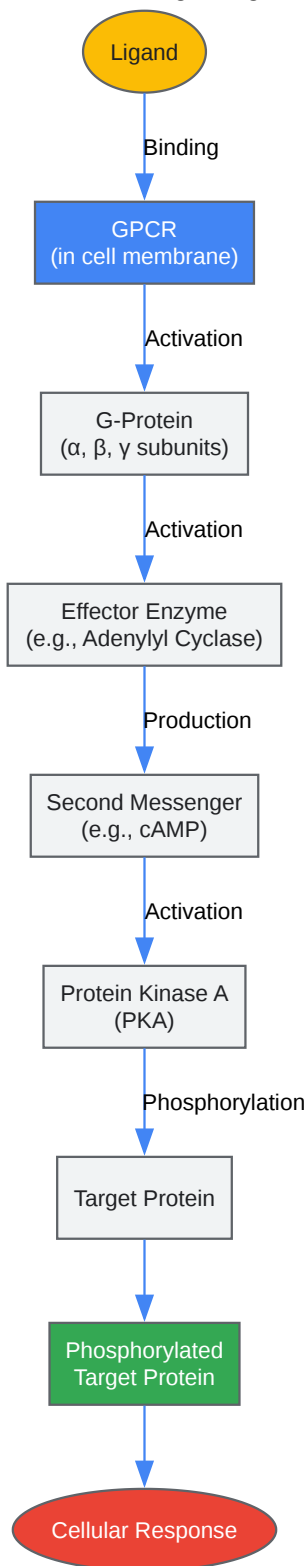 Ligand
Binding
GPCR
(in cell membrane)
Activation
G-Protein
(α, β, γ subunits)
Activation
Effector Enzyme
(e.g., Adenylyl Cyclase)
Production
Second Messenger
(e.g., cAMP)
Activation
Protein Kinase A
(PKA)
Phosphorylation
Target Protein
Phosphorylated
Target Protein
Cellular Response